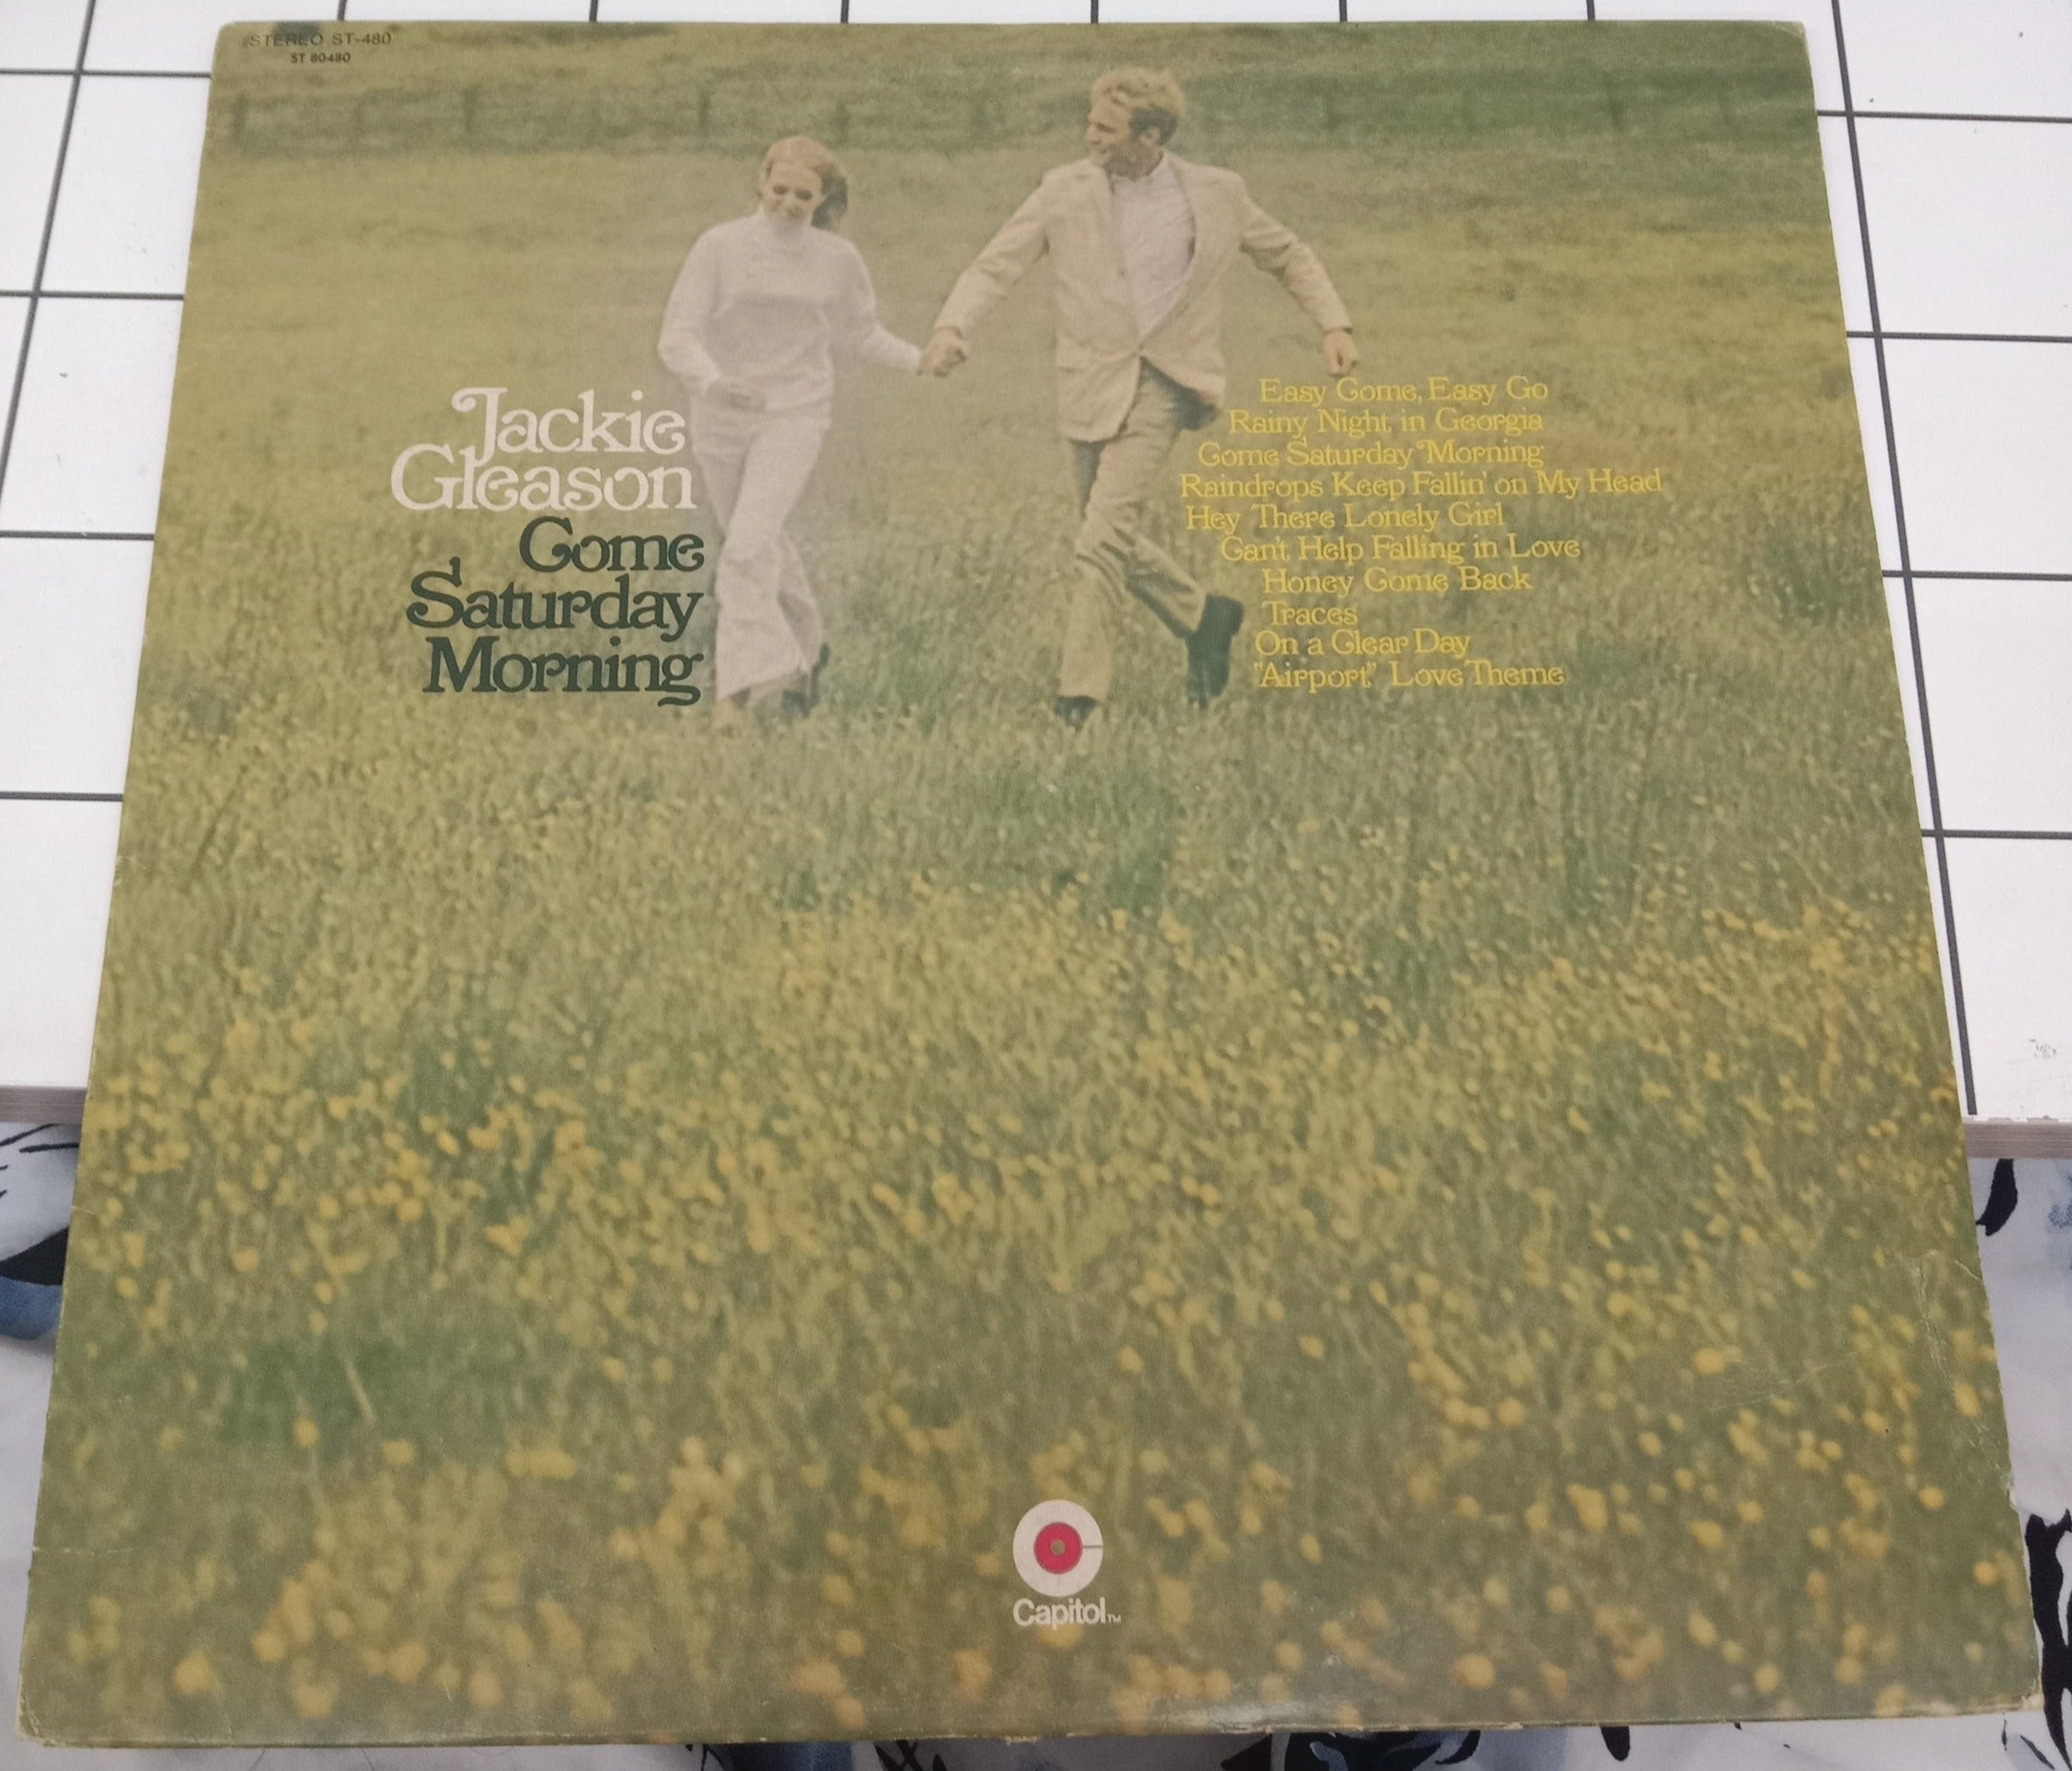 STEREO ST-480
ST 80480
Jackie
Gleason
Come
Saturday
Morning
Easy Come, Easy Go
Rainy Night in Georgia
Come Saturday Morning
Raindrops Keep Fallin' on My Head
Hey There Lonely Girl
Can't Help Falling in Love
Honey Come Back
Traces
On a Clear Day
"Airport" Love Theme
Capitol™